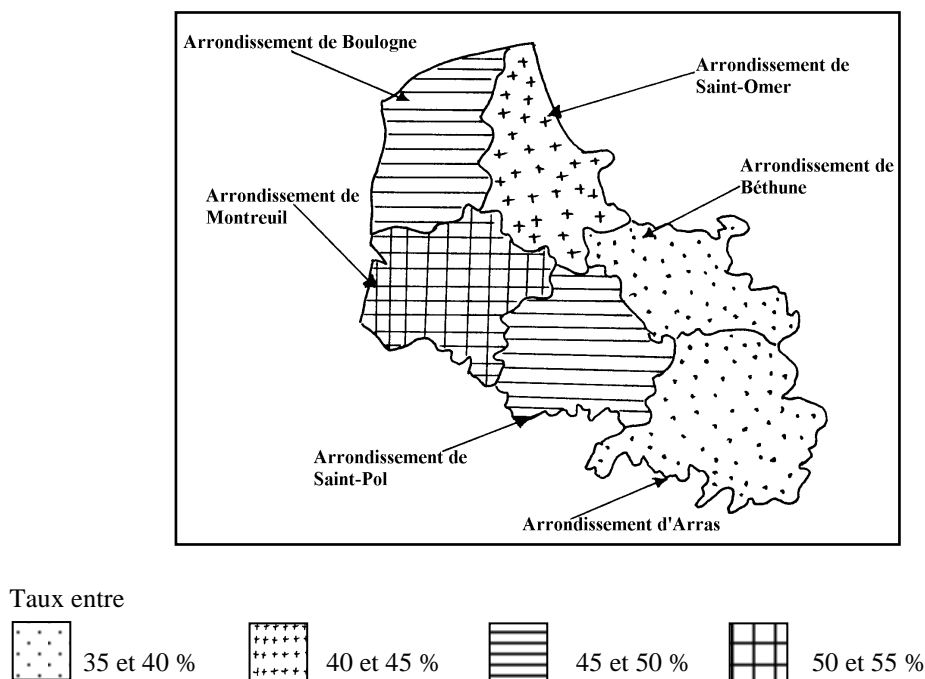 Arrondissement de Boulogne
Arrondissement de
Saint-Omer
Arrondissement de
Béthune
Arrondissement de
Montreuil
Arrondissement de
Saint-Pol
Arrondissement d'Arras
Taux entre
35 et 40 %
40 et 45 %
45 et 50 %
50 et 55 %